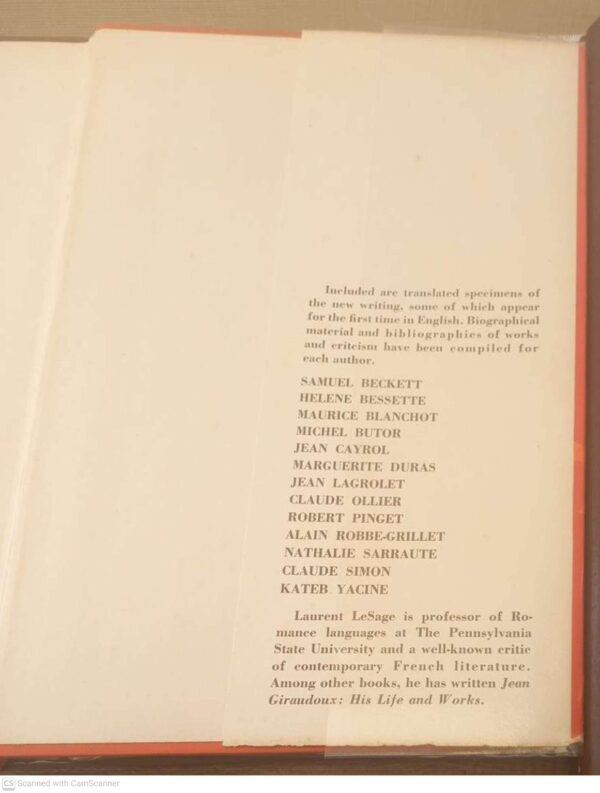 Included are translated specimens of
the new writing, some of which appear
for the first time in English. Biographical
material and bibliographies of works
and critcism have been compiled for
each author.
SAMUEL BECKETT
HELENE BESSETTE
MAURICE BLANCHOT
MICHEL BUTOR
JEAN CAYROL
MARGUERITE DURAS
JEAN LAGROLET
CLAUDE OLLIER
ROBERT PINGET
ALAIN ROBBE-GRILLET
NATHALIE SARRAUTE
CLAUDE SIMON
KATEB YACINE
Laurent LeSage is professor of Ro-
mance languages at The Pennsylvania
State University and a well-known critic
of contemporary French literature.
Among other books, he has written Jean
Giraudoux: His Life and Works.
CS Scanned with CamScanner